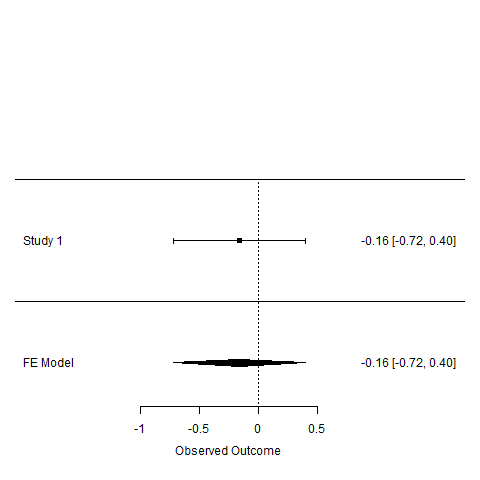 Study 1 -0.16 [-0.72, 0.40]
FE Model -0.16 [-0.72, 0.40]
-1 -0.5 0 0.5
Observed Outcome